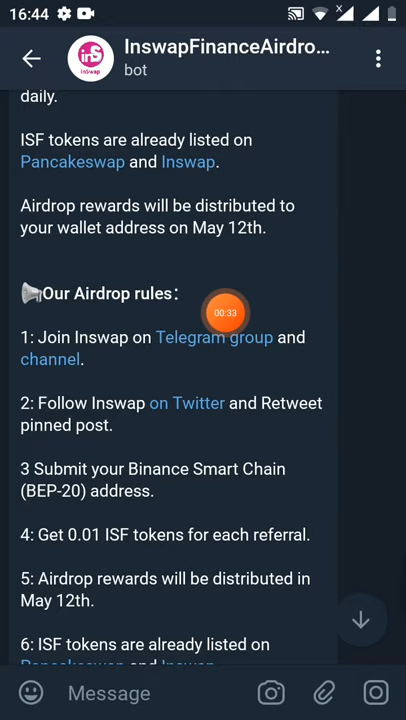 16:44
InswapFinanceAirdro...
bot
daily.
ISF tokens are already listed on
Pancakeswap and Inswap.
Airdrop rewards will be distributed to
your wallet address on May 12th.
📢Our Airdrop rules：
00:33
1: Join Inswap on Telegram group and
channel.
2: Follow Inswap on Twitter and Retweet
pinned post.
3 Submit your Binance Smart Chain
(BEP-20) address.
4: Get 0.01 ISF tokens for each referral.
5: Airdrop rewards will be distributed in
May 12th.
6: ISF tokens are already listed on
Pancakeswap and Inswap
Message